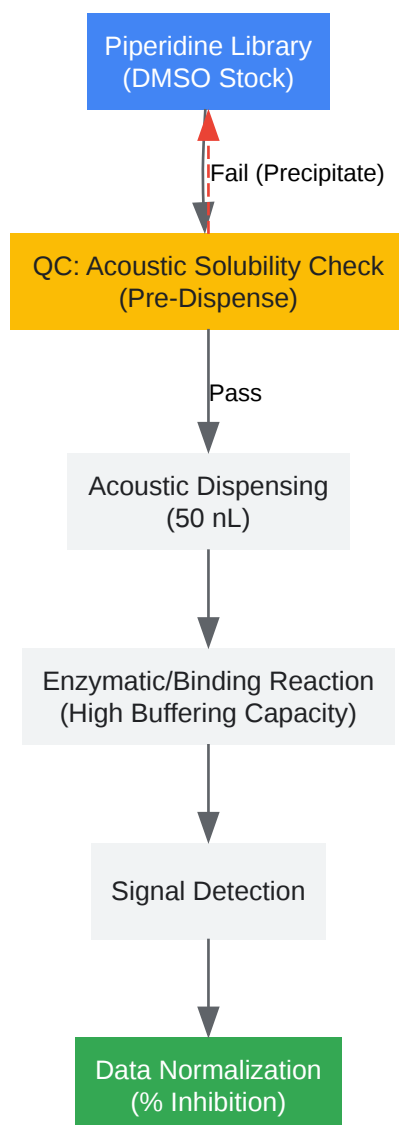 Piperidine Library
(DMSO Stock)
Fail (Precipitate)
QC: Acoustic Solubility Check
(Pre-Dispense)
Pass
Acoustic Dispensing
(50 nL)
Enzymatic/Binding Reaction
(High Buffering Capacity)
Signal Detection
Data Normalization
(% Inhibition)